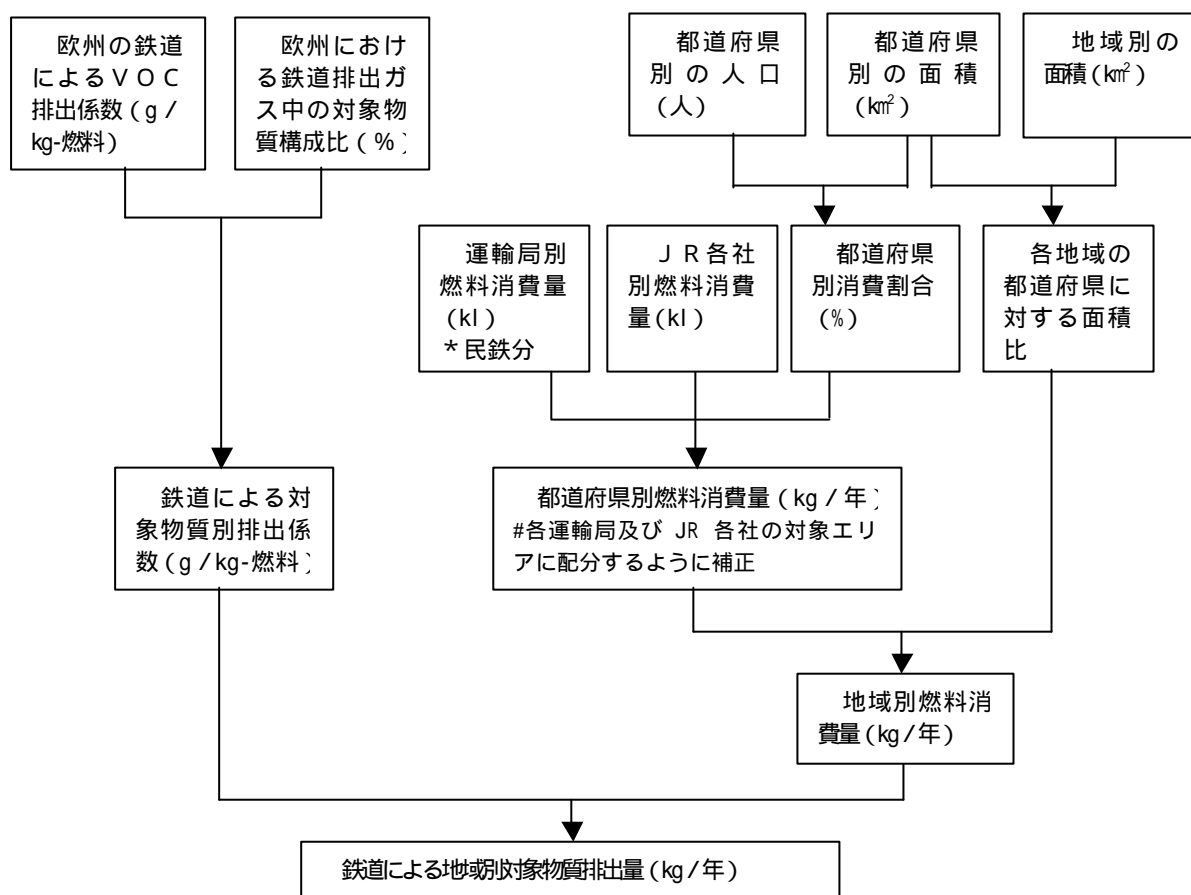 欧州の鉄道
によるＶＯＣ
排出係数(g/
kg-燃料)
欧州におけ
る鉄道排出ガ
ス中の対象物
質構成比(%)
都道府県
別の人口
(人)
都道府県
別の面積
(km²)
地域別の
面積(km²)
運輸局別
燃料消費量
(kl)
*民鉄分
ＪＲ各社
別燃料消費
量(kl)
都道府県
別消費割合
(%)
各地域の
都道府県に
対する面積
比
鉄道による対
象物質別排出係
数(g/kg-燃料)
都道府県別燃料消費量(kg/年)
#各運輸局及び JR 各社の対象エリ
アに配分するように補正
地域別燃料消
費量(kg/年)
鉄道による地域別対象物質排出量(kg/年)